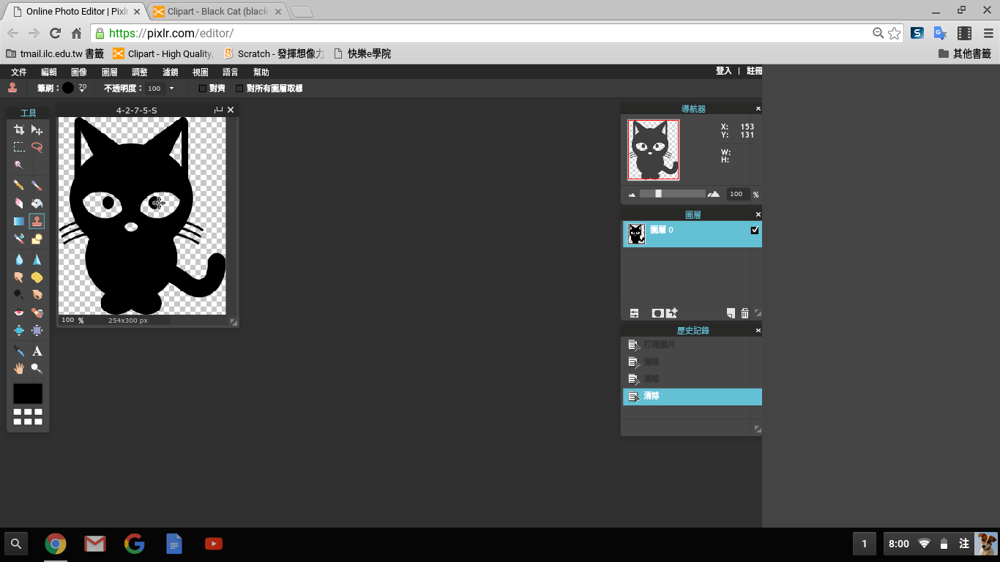 Online Photo Editor | Pixlr
Clipart - Black Cat (black
https://pixlr.com/editor/
tmail.ilc.edu.tw 書籤
Clipart - High Quality,
Scratch - 發揮想像力
快樂e學院
其他書籤
文件 編輯 圖像 圖層 調整 濾鏡 視圖 語言 幫助
登入 | 註冊
筆刷： 70 不透明度： 100 對齊 對所有圖層取樣
工具
4-2-7-5-S
100 % 254x300 px
導航器
X: 153
Y: 131
W:
H:
100 %
圖層
圖層 0
歷史記錄
打開圖片
清除
清除
清除
A
1
8:00
注